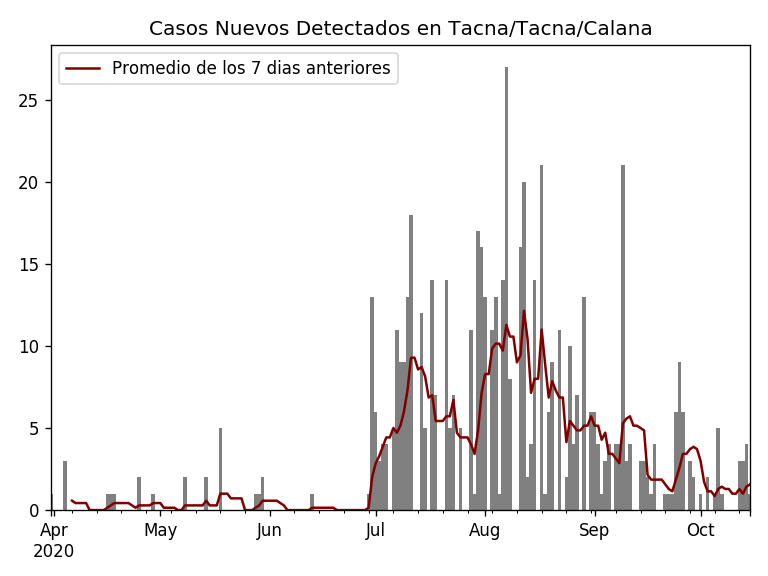 Casos Nuevos Detectados en Tacna/Tacna/Calana
Promedio de los 7 dias anteriores
25
20
15
10
5
0
Apr May Jun Jul Aug Sep Oct
2020